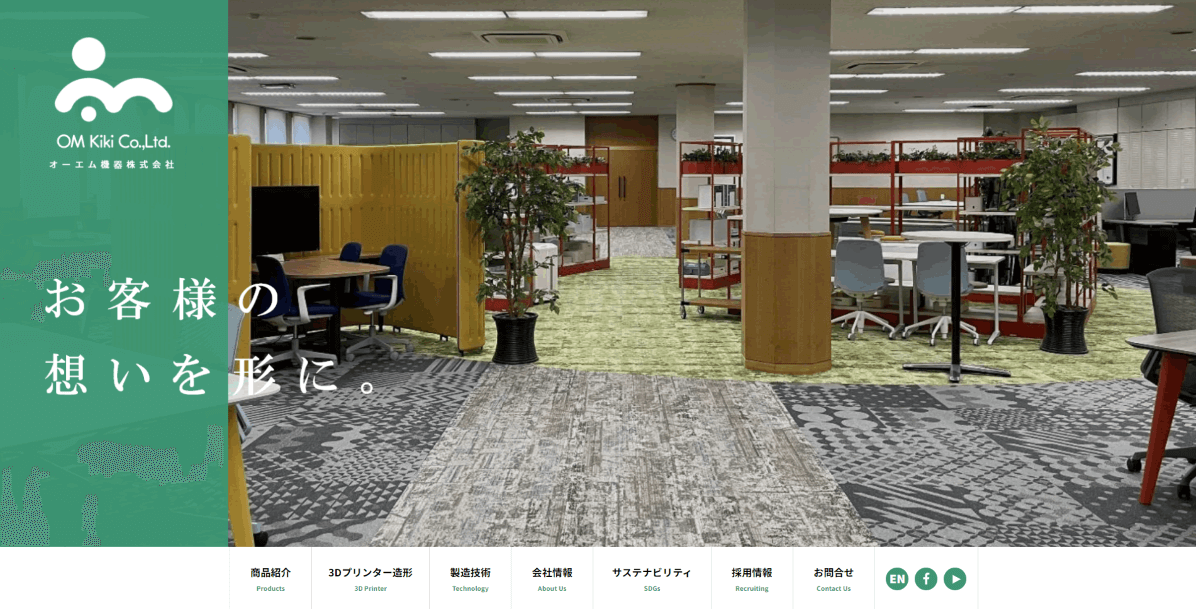 OM Kiki Co.,Ltd.
オーエム機器株式会社
お客様の
想いを形に。
商品紹介
Products
3Dプリンター造形
3D Printer
製造技術
Technology
会社情報
About Us
サステナビリティ
SDGs
採用情報
Recruiting
お問合せ
Contact Us
EN